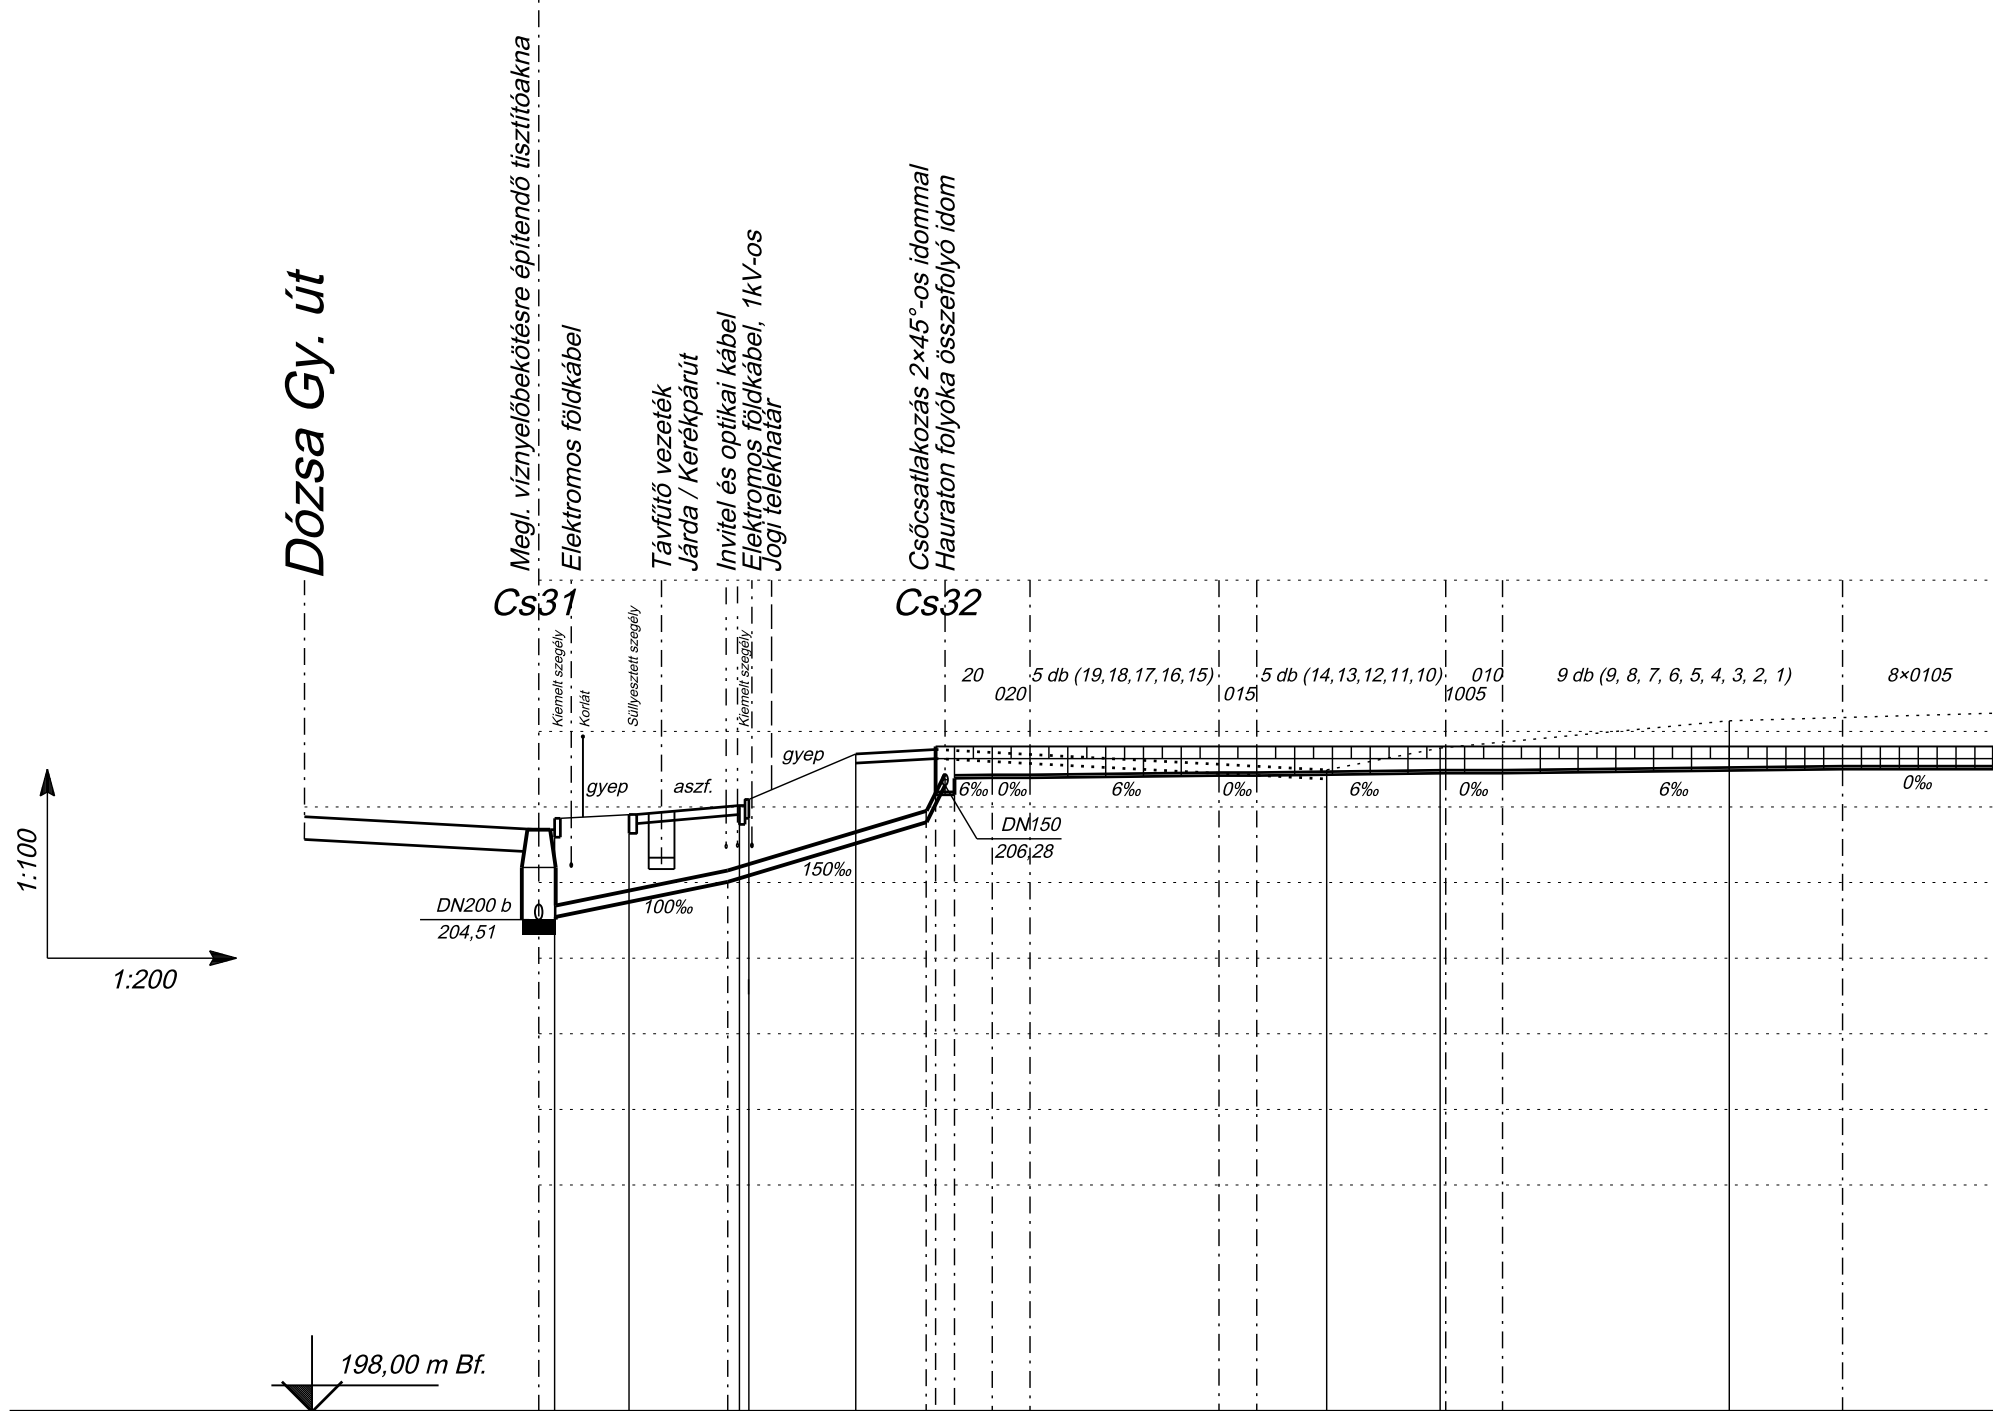 Dózsa Gy. út
Megl. víznyelőbekötésre építendő tisztítóakna
Elektromos földkábel
Távfűtő vezeték
Járda / Kerékpárút
Invitel és optikai kábel
Elektromos földkábel, 1kV-os
Jogi telekhatár
Csőcsatlakozás 2×45°-os idommal
Hauraton folyóka összefolyó idom
Cs31
Cs32
Kiemelt szegély
Korlát
Süllyesztett szegély
Kiemelt szegély
20
020
5 db (19,18,17,16,15)
015
5 db (14,13,12,11,10)
010
1005
9 db (9, 8, 7, 6, 5, 4, 3, 2, 1)
8×0105
gyep
aszf.
gyep
6‰
0‰
6‰
0‰
6‰
0‰
6‰
0‰
DN150
206,28
150‰
100‰
DN200 b
204,51
1:100
1:200
198,00 m Bf.